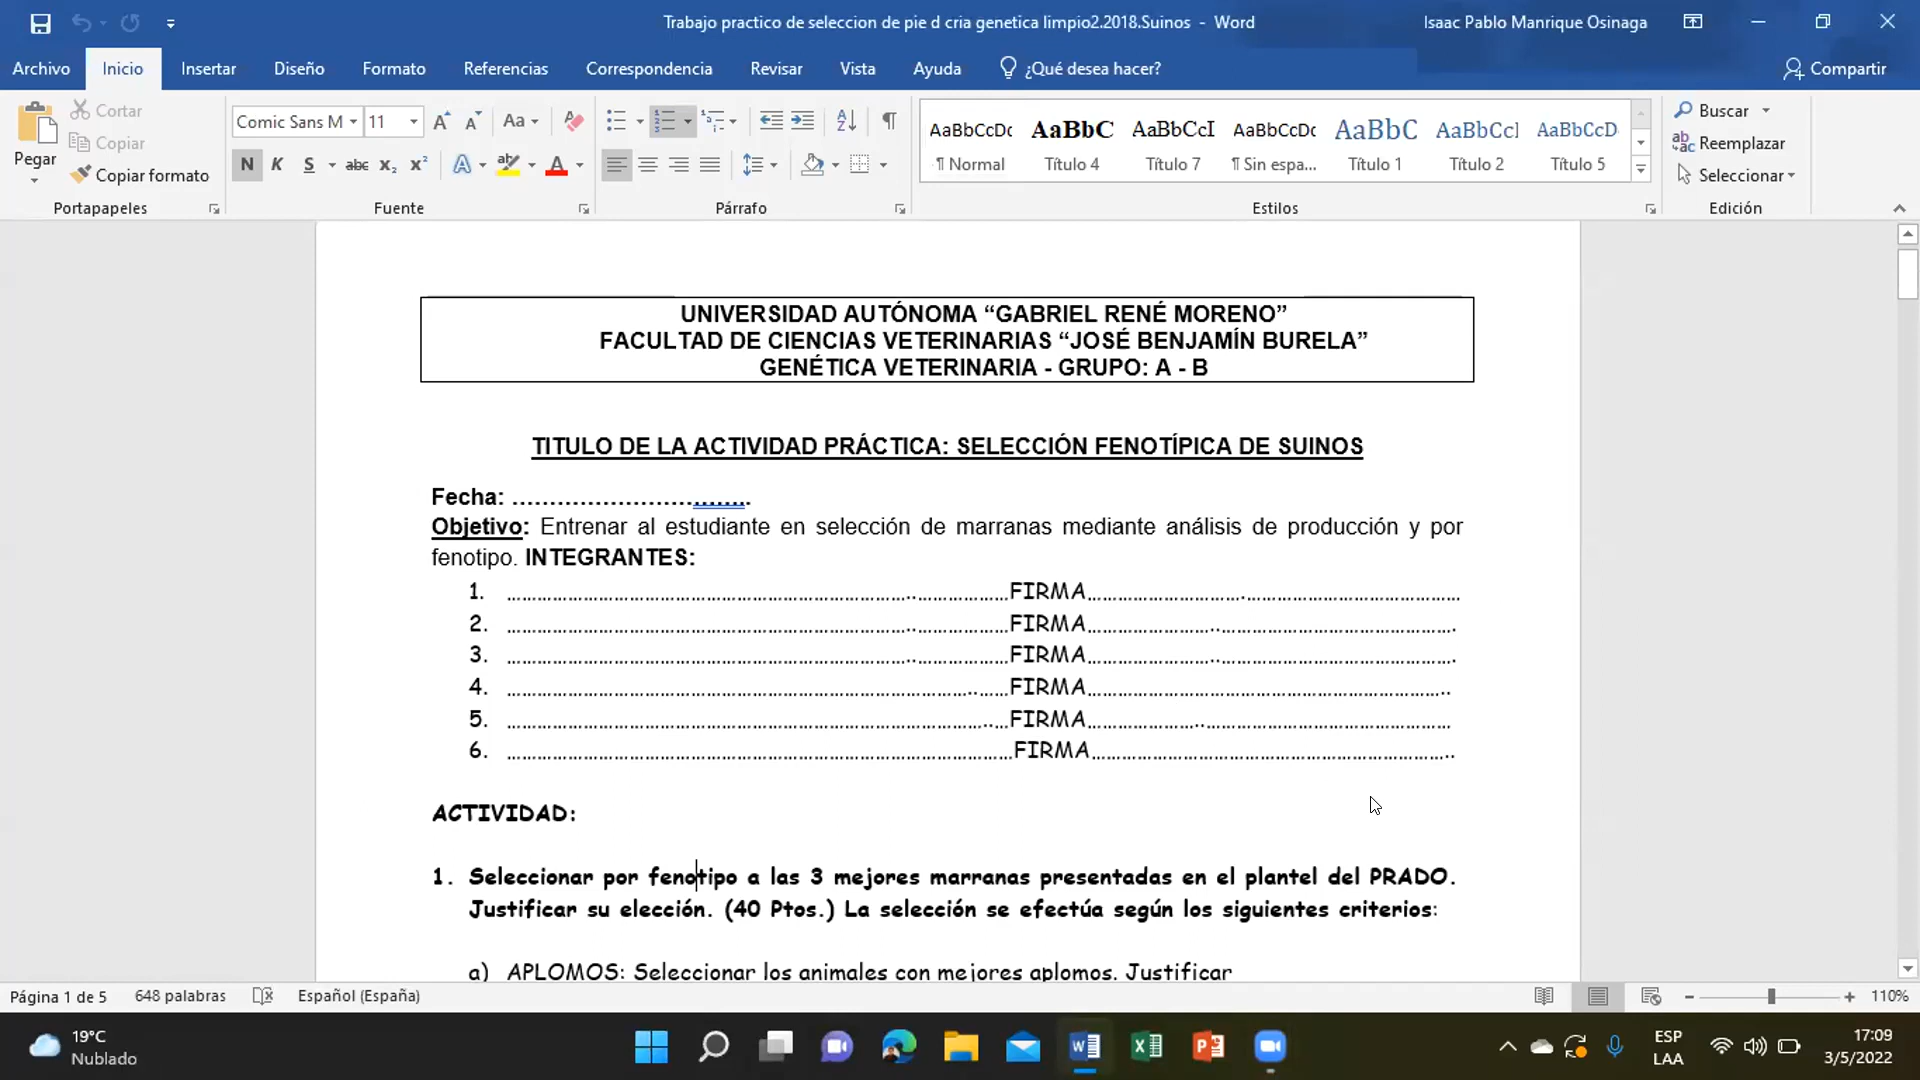 Trabajo practico de seleccion de pie d cria genetica limpio2.2018.Suinos - Word
Isaac Pablo Manrique Osinaga
Archivo Inicio Insertar Diseño Formato Referencias Correspondencia Revisar Vista Ayuda ¿Qué desea hacer? Compartir
Pegar
Cortar
Copiar
Copiar formato
Portapapeles
Comic Sans M 11
Aa
N K S abc x₂ x² A aby A
Fuente
Párrafo
AaBbCcDc AaBbC AaBbCcI AaBbCcDc AaBbC AaBbCcI AaBbCcD
¶ Normal Título 4 Título 7 ¶ Sin espa... Título 1 Título 2 Título 5
Estilos
Buscar
Reemplazar
Seleccionar
Edición
UNIVERSIDAD AUTÓNOMA “GABRIEL RENÉ MORENO”
FACULTAD DE CIENCIAS VETERINARIAS “JOSÉ BENJAMÍN BURELA”
GENÉTICA VETERINARIA - GRUPO: A - B
TITULO DE LA ACTIVIDAD PRÁCTICA: SELECCIÓN FENOTÍPICA DE SUINOS
Fecha: …………………………….
Objetivo: Entrenar al estudiante en selección de marranas mediante análisis de producción y por
fenotipo. INTEGRANTES:
1. ……………………………………………………………………..………………FIRMA………………………….……………………………………
2. ……………………………………………………………………..………………FIRMA……………………..……………………………………….
3. ……………………………………………………………………..………………FIRMA……………………..……………………………………….
4. ………………………………………………………………………………..……FIRMA……………………………………………………………..
5. …………………………………………………………………………………..…FIRMA…………………..…………………………………………
6. ………………………………………………………………………………………FIRMA……………………………………………………………..
ACTIVIDAD:
1. Seleccionar por fenotipo a las 3 mejores marranas presentadas en el plantel del PRADO.
Justificar su elección. (40 Ptos.) La selección se efectúa según los siguientes criterios:
a) APLOMOS: Seleccionar los animales con mejores aplomos. Justificar
Página 1 de 5 648 palabras Español (España) 110%
19°C
Nublado
ESP
LAA
17:09
3/5/2022